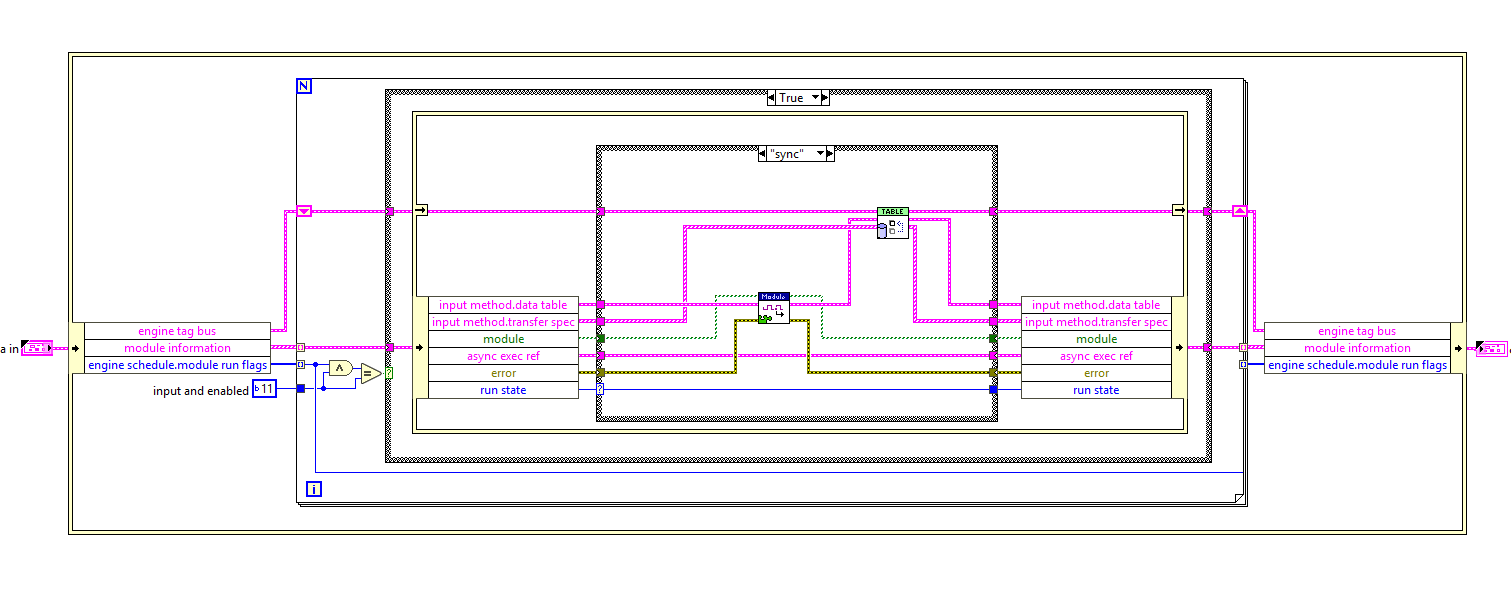 N
True
"sync"
TABLE
Module
input method.data table
input method.transfer spec
module
async exec ref
error
run state
input method.data table
input method.transfer spec
module
async exec ref
error
run state
a in
engine tag bus
module information
engine schedule.module run flags
input and enabled
b 11
?
?
engine tag bus
module information
engine schedule.module run flags
i